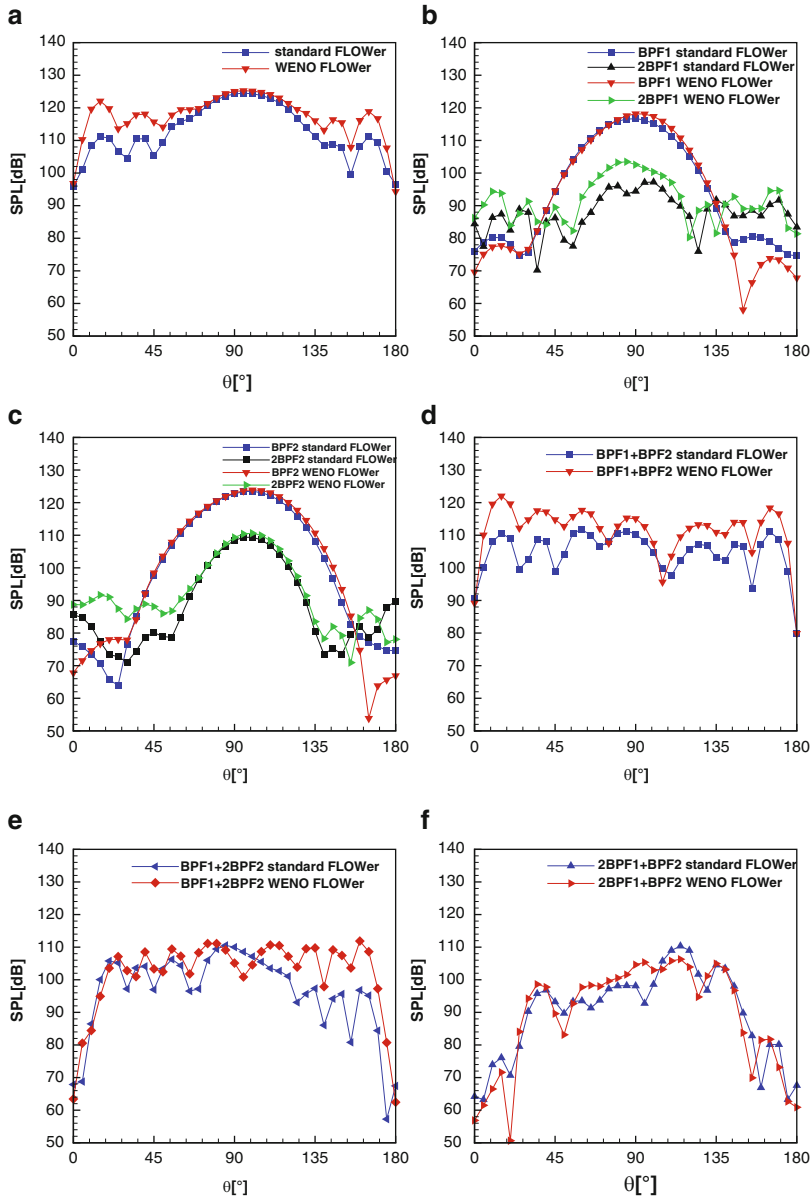 a
140
130
120
110
100
90
80
70
60
50
SPL[dB]
standard FLOWer
WENO FLOWer
0
45
90
135
180
θ[°]
b
140
130
120
110
100
90
80
70
60
50
SPL[dB]
BPF1 standard FLOWer
2BPF1 standard FLOWer
BPF1 WENO FLOWer
2BPF1 WENO FLOWer
0
45
90
135
180
θ[°]
c
140
130
120
110
100
90
80
70
60
50
SPL[dB]
BPF2 standard FLOWer
2BPF2 standard FLOWer
BPF2 WENO FLOWer
2BPF2 WENO FLOWer
0
45
90
135
180
θ[°]
d
140
130
120
110
100
90
80
70
60
50
SPL[dB]
BPF1+BPF2 standard FLOWer
BPF1+BPF2 WENO FLOWer
0
45
90
135
180
θ[°]
e
140
130
120
110
100
90
80
70
60
50
SPL[dB]
BPF1+2BPF2 standard FLOWer
BPF1+2BPF2 WENO FLOWer
0
45
90
135
180
θ[°]
f
140
130
120
110
100
90
80
70
60
50
SPL[dB]
2BPF1+BPF2 standard FLOWer
2BPF1+BPF2 WENO FLOWer
0
45
90
135
180
θ[°]